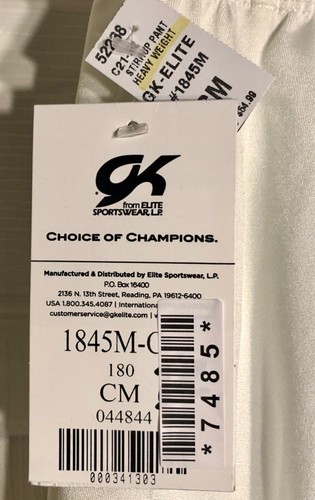 52238
C21-
STIRRUP PANT
HEAVY WEIGHT
GK-ELITE
#1845M
CM
$54.99
GK
from ELITE
SPORTSWEAR, L.P.
CHOICE OF CHAMPIONS.
Manufactured & Distributed by Elite Sportswear, L.P.
P.O. Box 16400
2136 N. 13th Street, Reading, PA 19612-6400
USA 1.800.345.4087 | Internationa
customerservice@gkelite.com |
1845M-C
180
CM
044844
000341303
*7485*